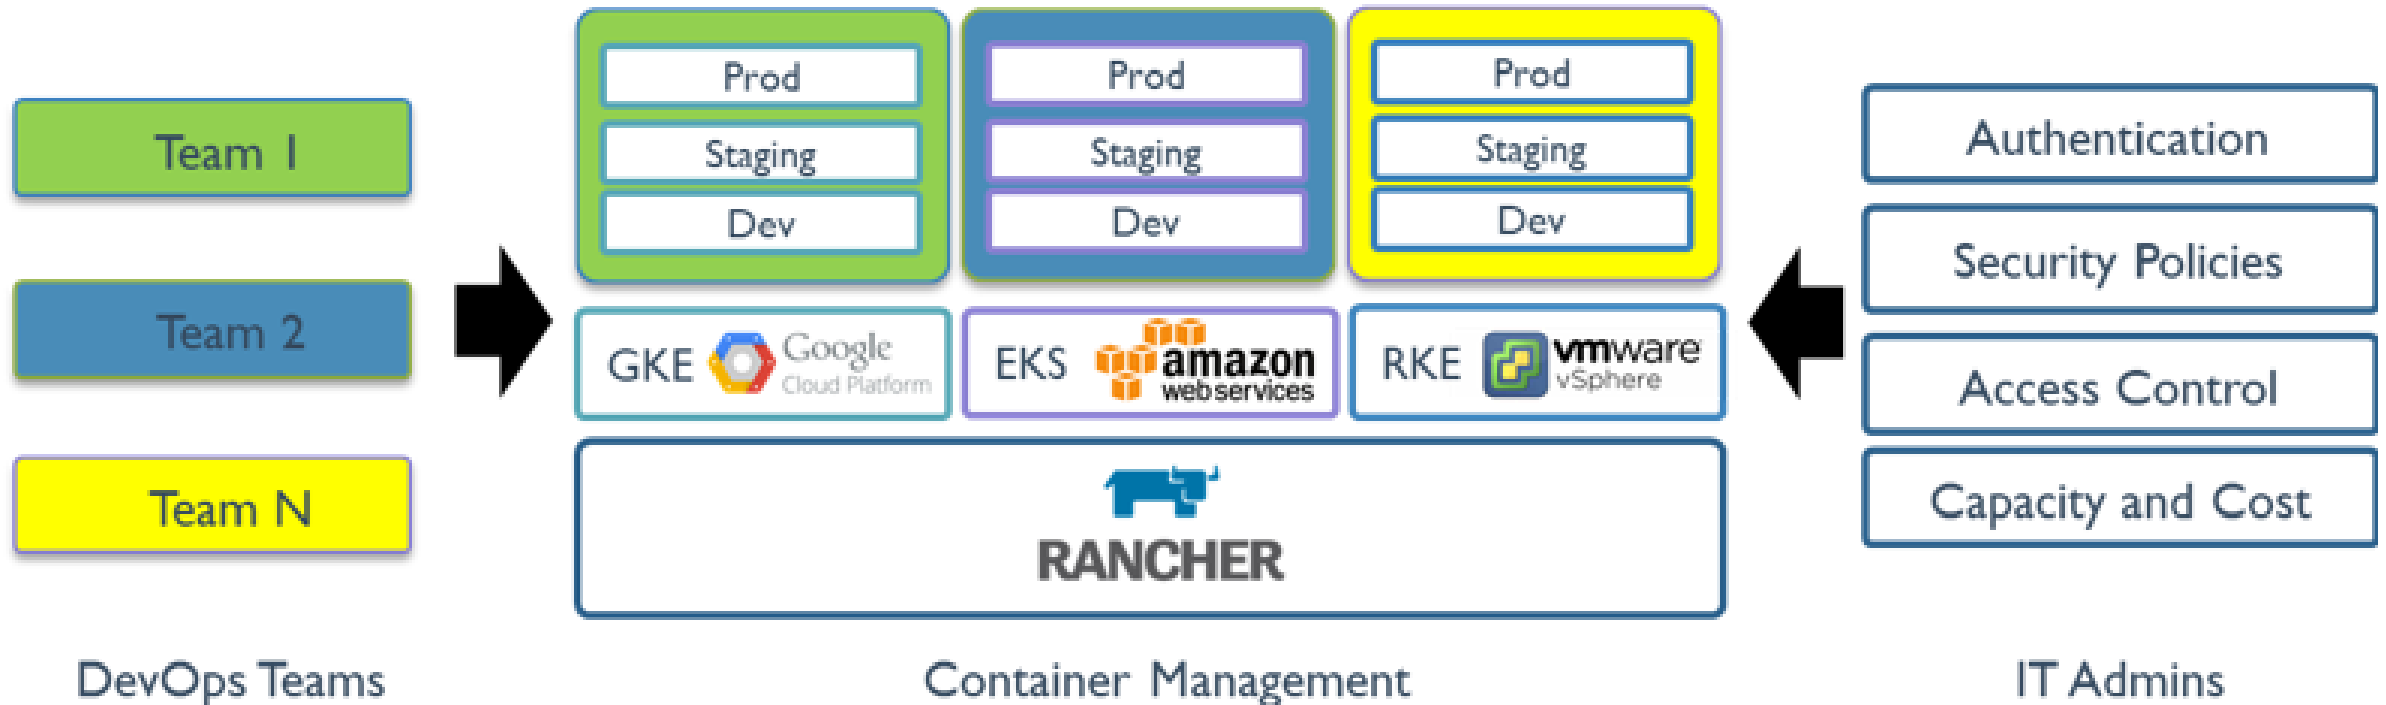 Team 1
Team 2
Team N
DevOps Teams
Prod
Staging
Dev
Prod
Staging
Dev
Prod
Staging
Dev
GKE Google Cloud Platform
EKS amazon webservices
RKE vmware vSphere
RANCHER
Container Management
Authentication
Security Policies
Access Control
Capacity and Cost
IT Admins